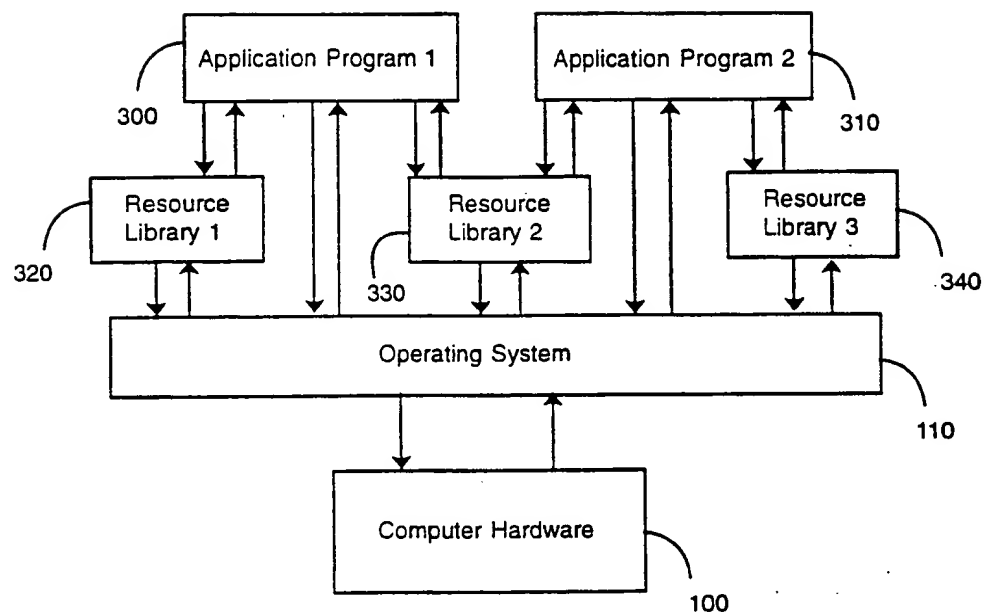 Application Program 1
Application Program 2
300
310
Resource
Library 1
Resource
Library 2
Resource
Library 3
320
330
340
Operating System
110
Computer Hardware
100